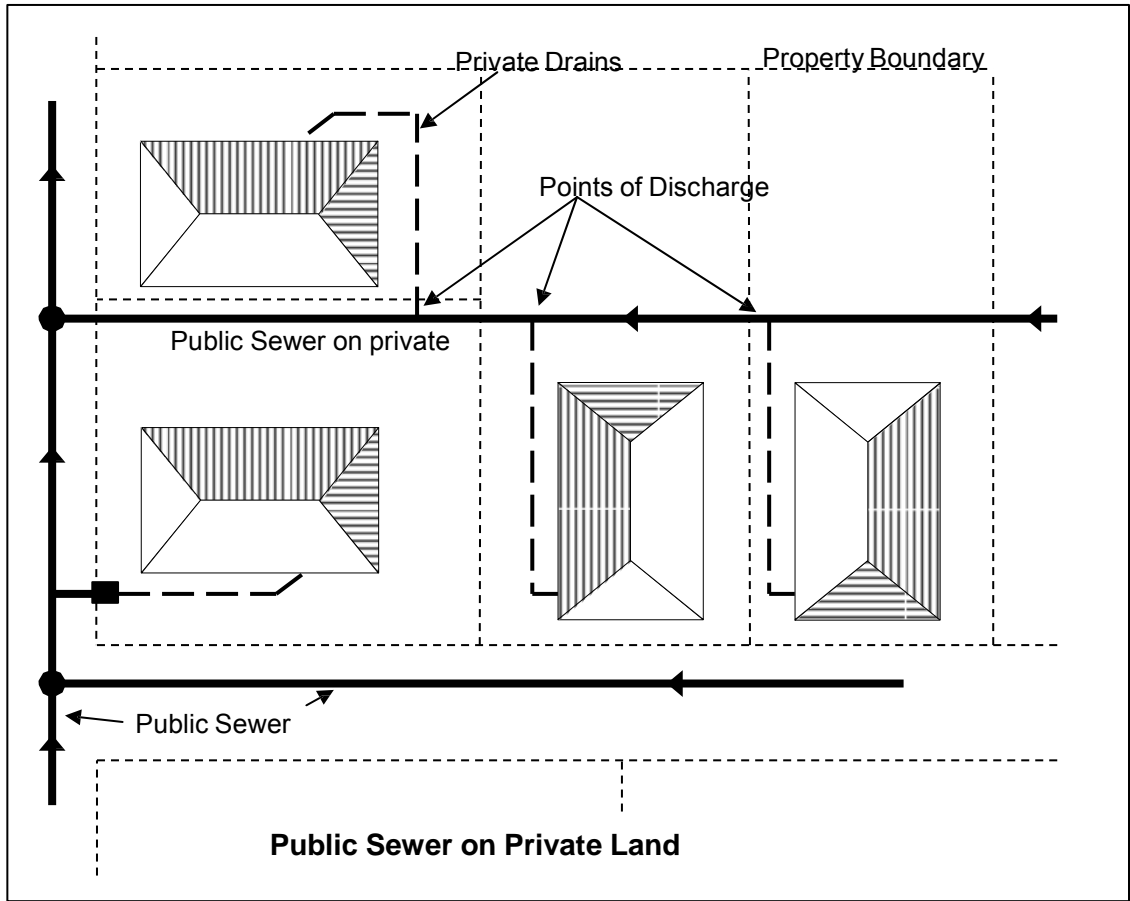 Private Drains
Property Boundary
Points of Discharge
Public Sewer on private
Public Sewer
Public Sewer on Private Land